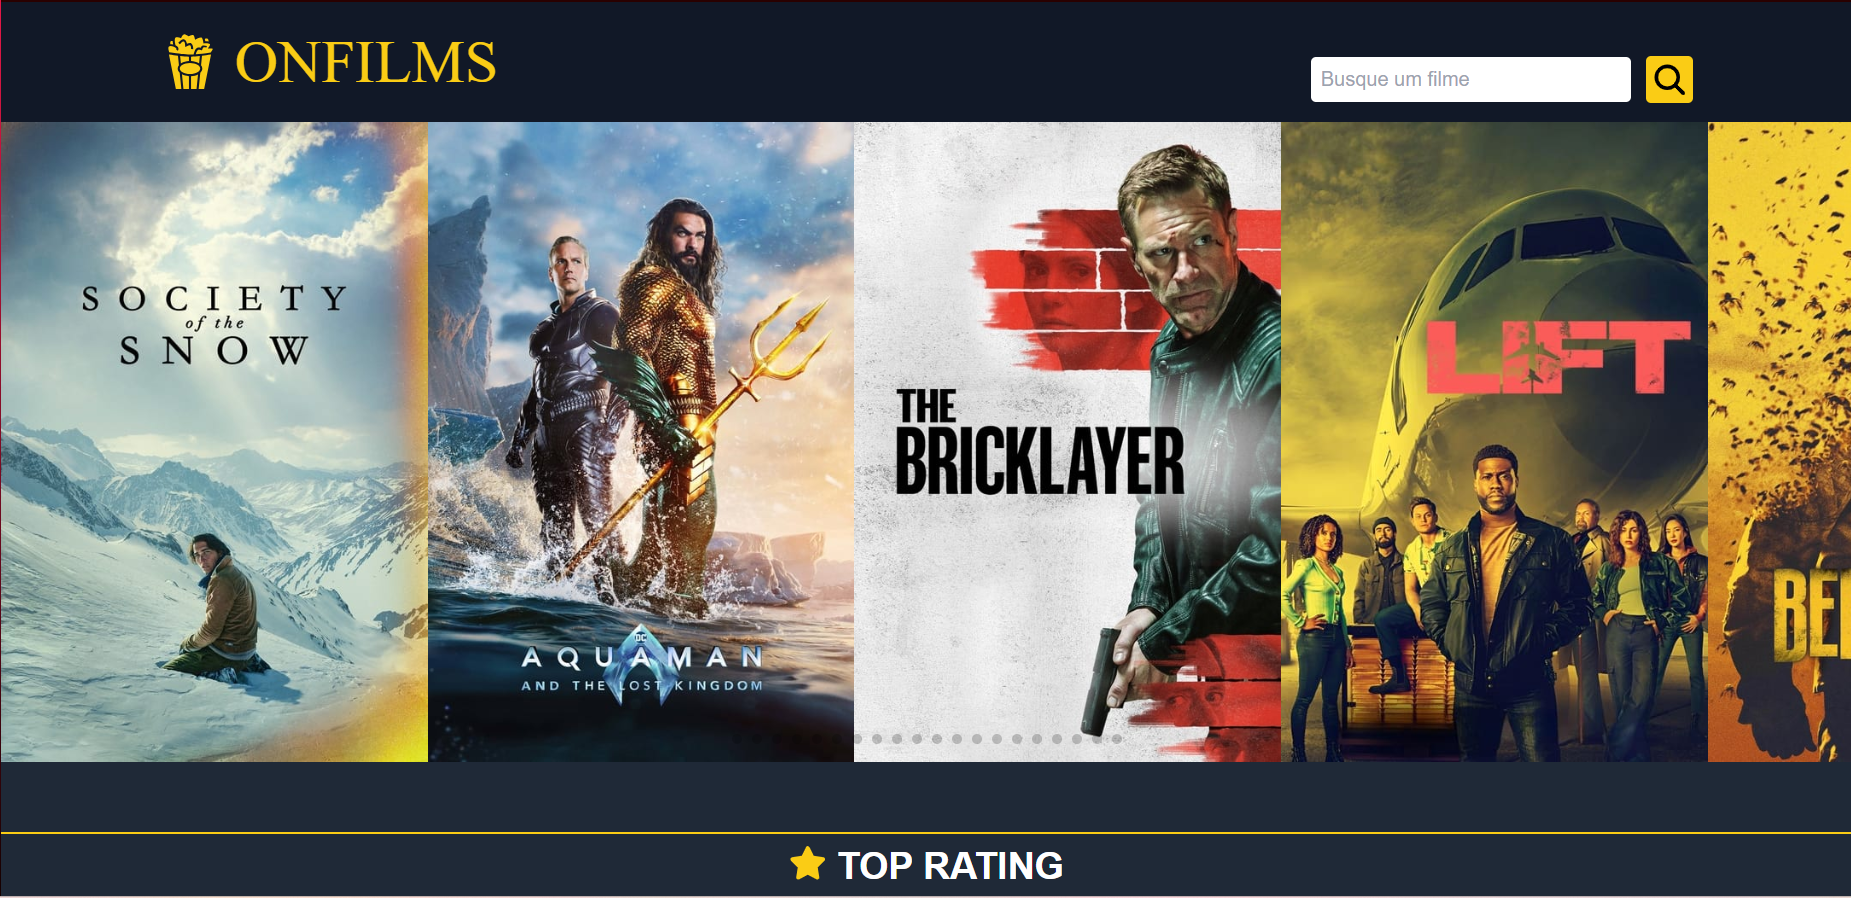 ONFILMS
Busque um filme
SOCIETY
of the
SNOW
DC
AQUAMAN
AND THE LOST KINGDOM
THE
BRICKLAYER
LIFT
BE
TOP RATING